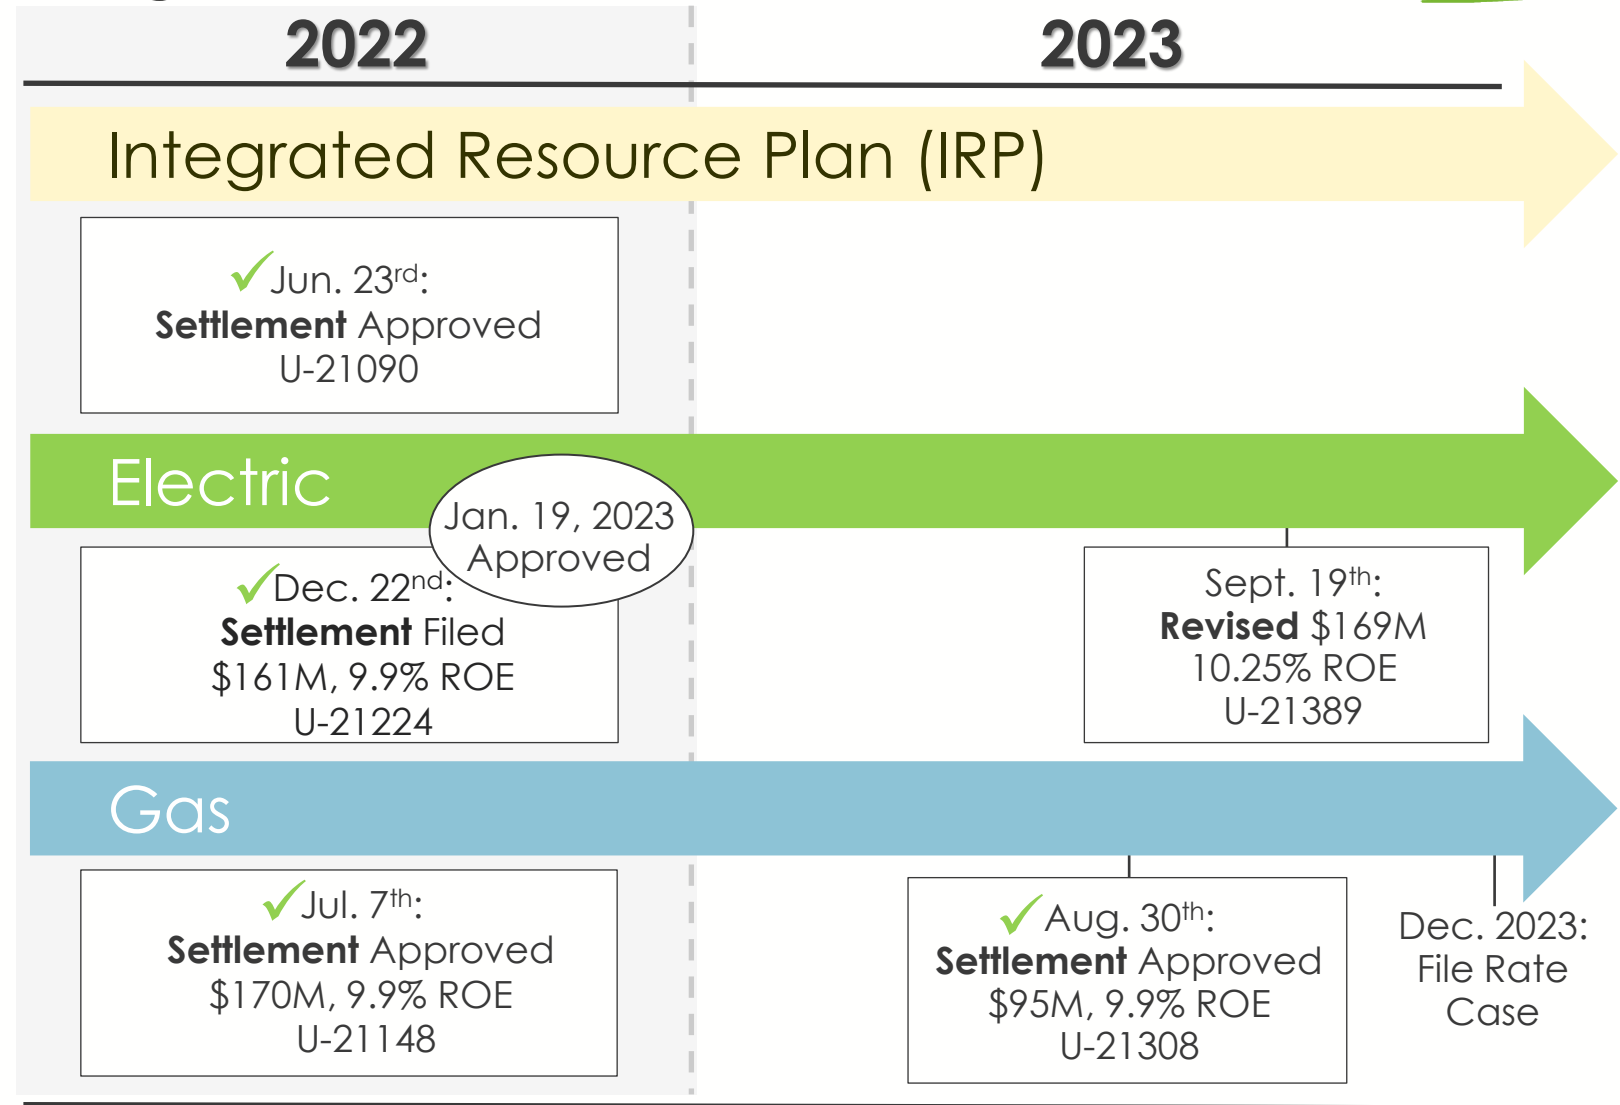 2022
2023
Integrated Resource Plan (IRP)
Jun. 23rd:
Settlement Approved
U-21090
Electric
Jan. 19, 2023
Approved
Dec. 22nd:
Settlement Filed
$161M, 9.9% ROE
U-21224
Sept. 19th:
Revised $169M
10.25% ROE
U-21389
Gas
Jul. 7th:
Settlement Approved
$170M, 9.9% ROE
U-21148
Aug. 30th:
Settlement Approved
$95M, 9.9% ROE
U-21308
Dec. 2023:
File Rate
Case